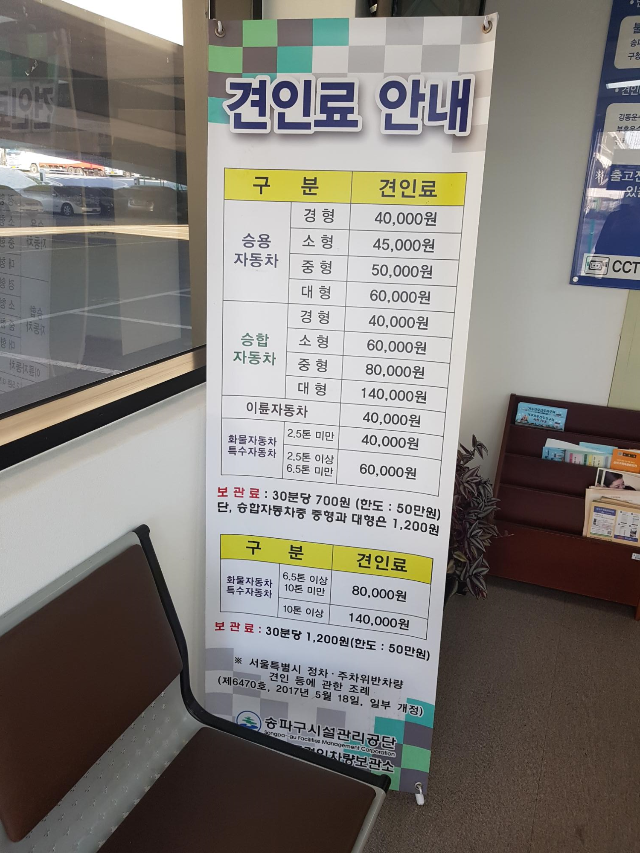 견인료 안내
구 분 견인료
승용
자동차
경 형 40,000원
소 형 45,000원
중 형 50,000원
대 형 60,000원
승합
자동차
경 형 40,000원
소 형 60,000원
중 형 80,000원
대 형 140,000원
이륜자동차 40,000원
화물자동차
특수자동차
2.5톤 미만 40,000원
2.5톤 이상
6.5톤 미만
60,000원
보 관 료 : 30분당 700원 (한도 : 50만원)
단, 승합자동차중 중형과 대형은 1,200원
구 분 견인료
화물자동차
특수자동차
6.5톤 이상
10톤 미만
80,000원
10톤 이상 140,000원
보 관 료 : 30분당 1,200원(한도 : 50만원)
※ 서울특별시 정차·주차위반차량
견인 등에 관한 조례
(제6470호, 2017년 5월 18일, 일부 개정)
송파구시설관리공단
Songpa-gu Facilities Management Corporation
견인차량보관소
CCT